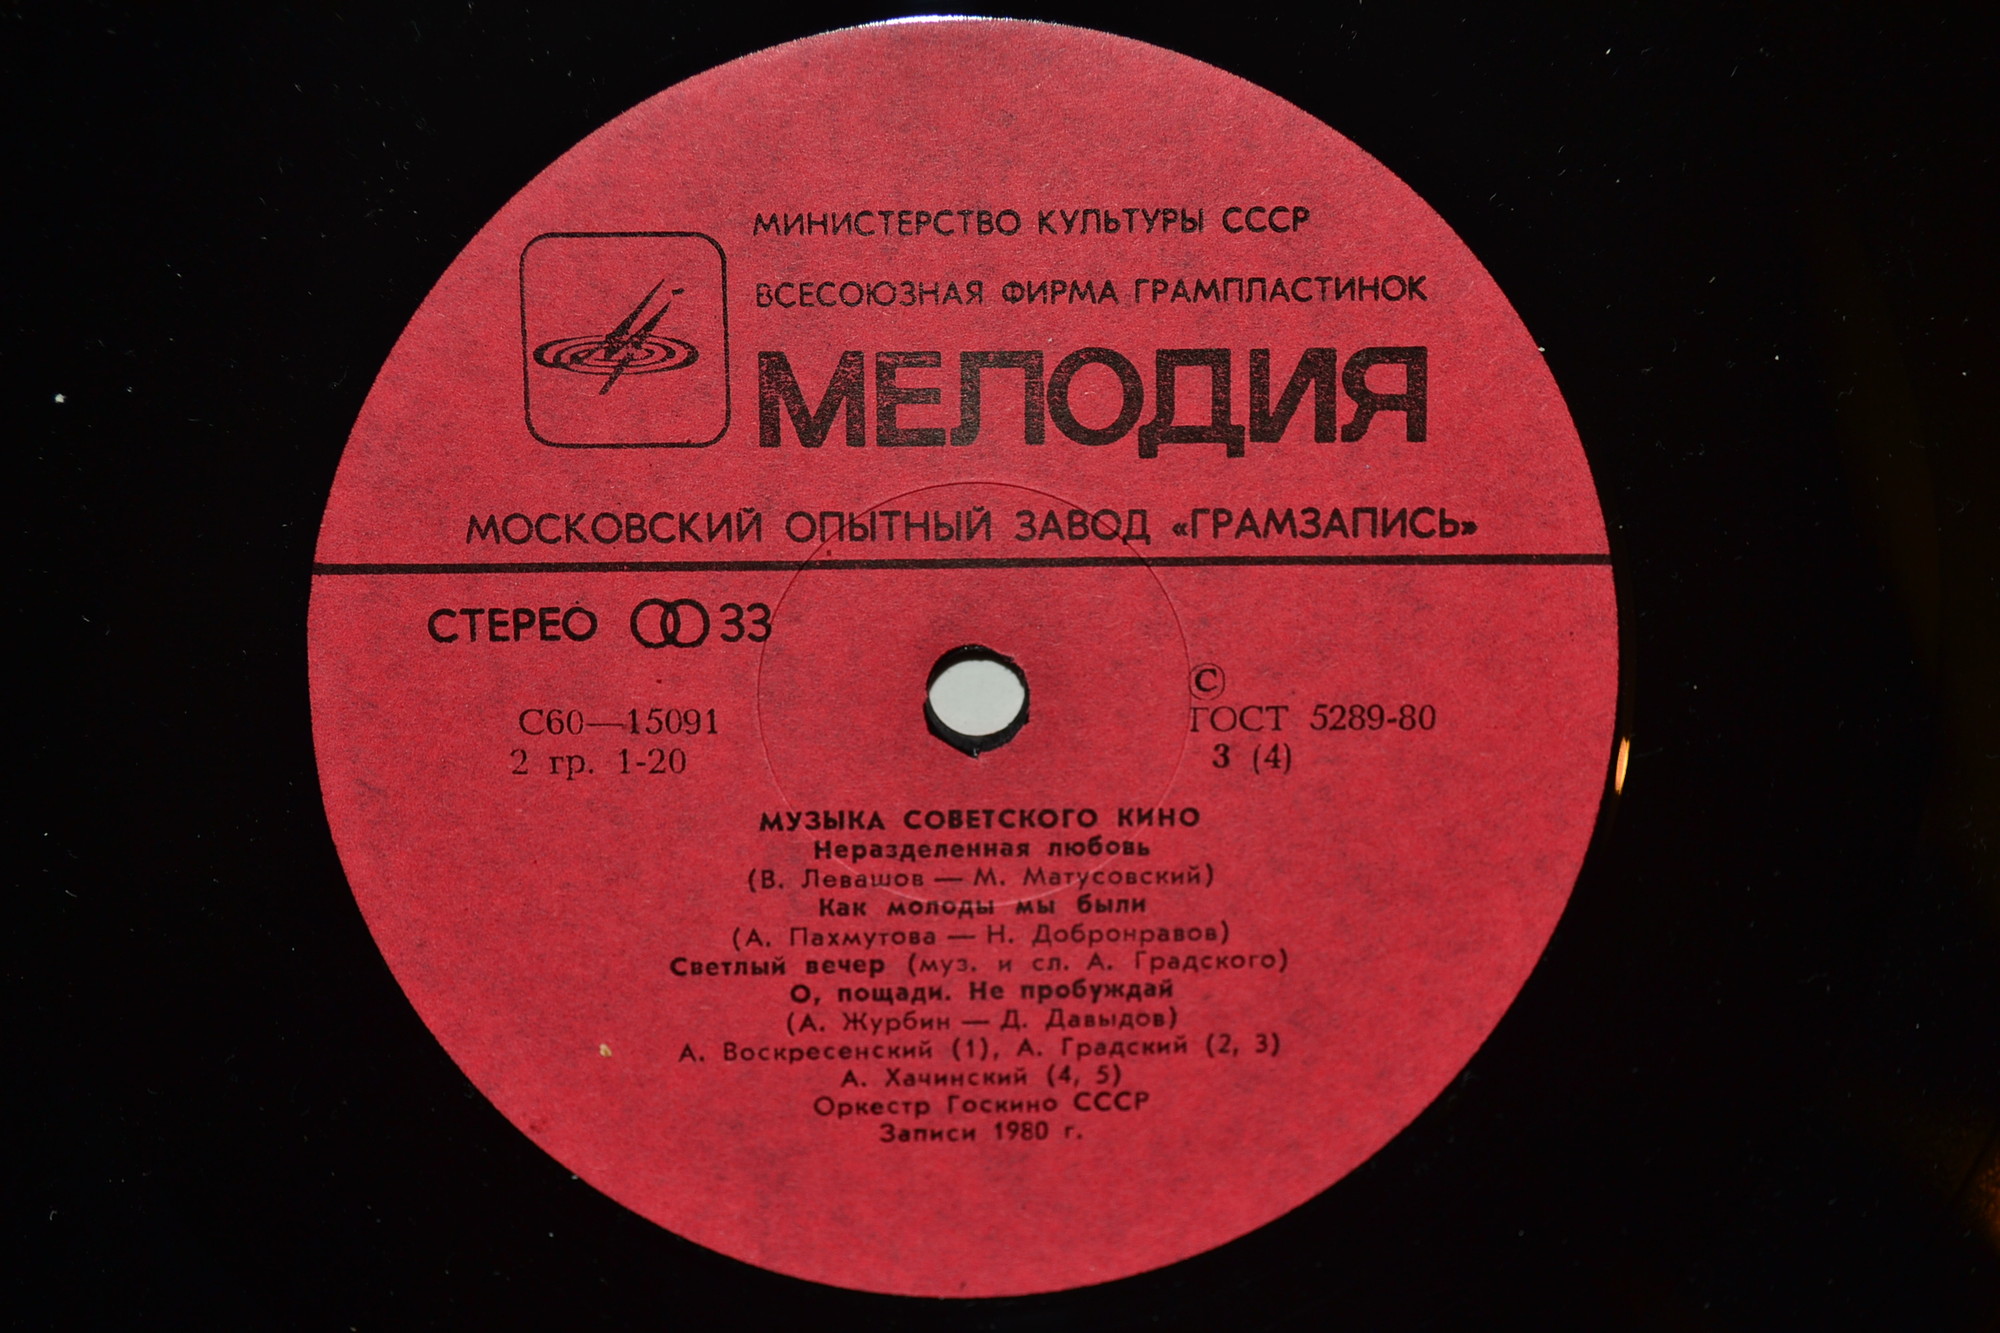 МИНИСТЕРСТВО КУЛЬТУРЫ СССР
ВСЕСОЮЗНАЯ ФИРМА ГРАМПЛАСТИНОК
МЕЛОДИЯ
МОСКОВСКИЙ ОПЫТНЫЙ ЗАВОД «ГРАМЗАПИСЬ»
СТЕРЕО 33
С60—15091
2 гр. 1-20
©
ГОСТ 5289-80
3 (4)
МУЗЫКА СОВЕТСКОГО КИНО
Неразделенная любовь
(В. Левашов — М. Матусовский)
Как молоды мы были
(А. Пахмутова — Н. Добронравов)
Светлый вечер (муз. и сл. А. Градского)
О, пощади. Не пробуждай
(А. Журбин — Д. Давыдов)
А. Воскресенский (1), А. Градский (2, 3)
А. Хачинский (4, 5)
Оркестр Госкино СССР
Записи 1980 г.